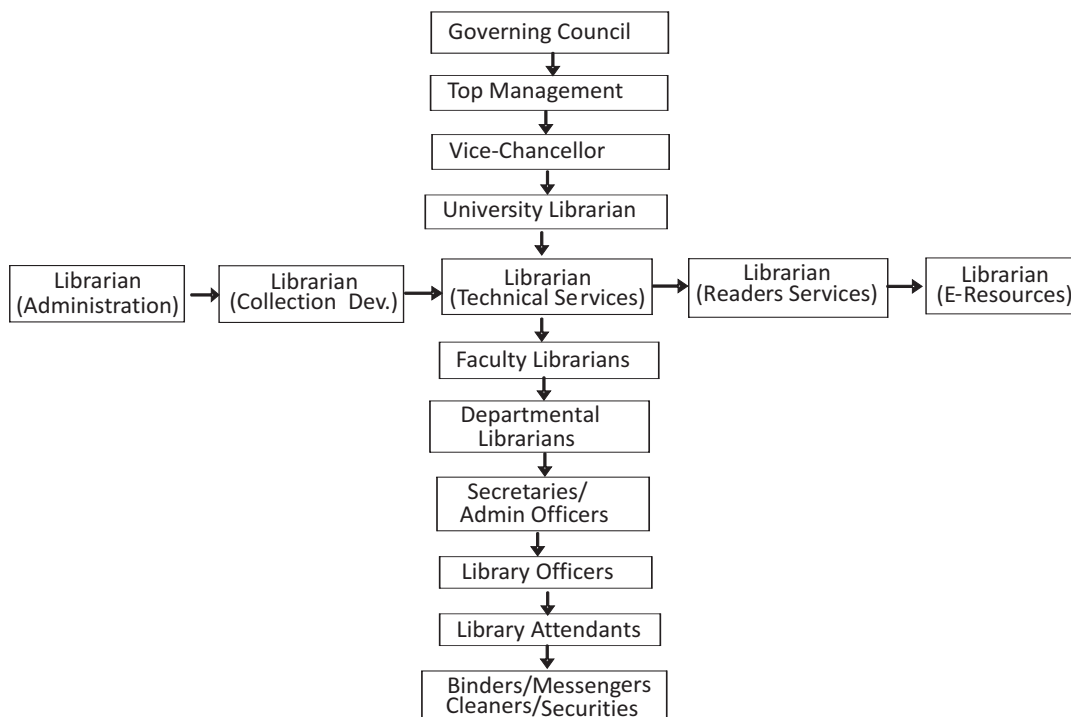 Governing Council
Top Management
Vice-Chancellor
University Librarian
Librarian
(Administration)
Librarian
(Collection Dev.)
Librarian
(Technical Services)
Librarian
(Readers Services)
Librarian
(E-Resources)
Faculty Librarians
Departmental
Librarians
Secretaries/
Admin Officers
Library Officers
Library Attendants
Binders/Messengers
Cleaners/Securities